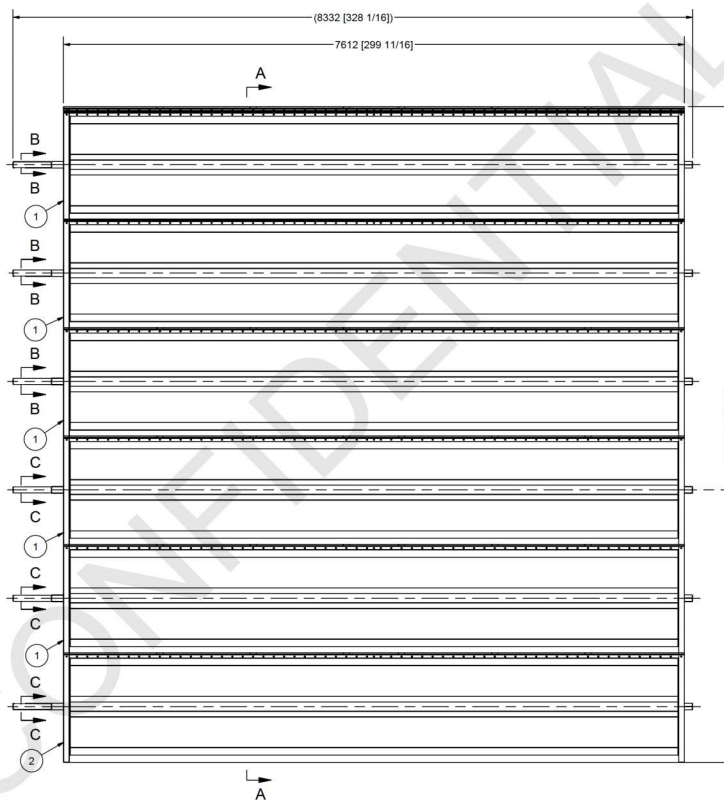 (8332 [328 1/16])
7612 [299 11/16]
A
B
B
1
B
B
1
B
B
1
C
C
1
C
C
1
C
C
2
A
CONFIDENTIAL